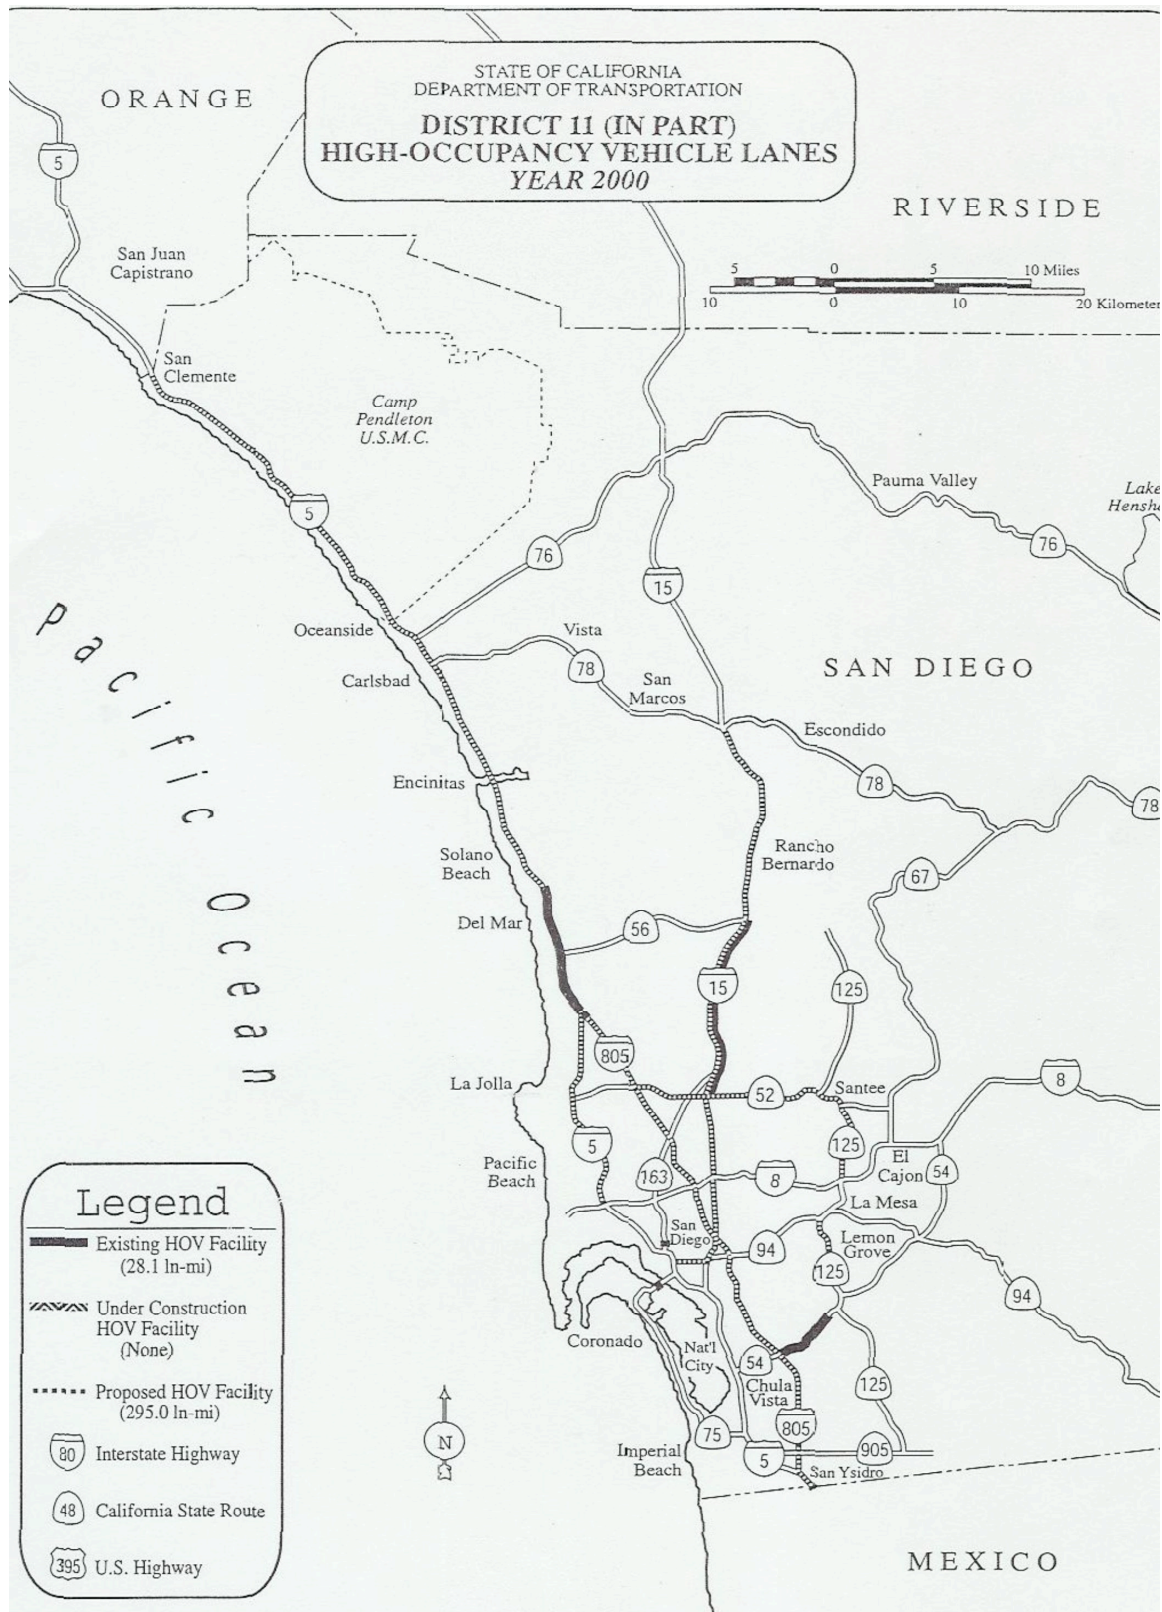 STATE OF CALIFORNIA
DEPARTMENT OF TRANSPORTATION
DISTRICT 11 (IN PART)
HIGH-OCCUPANCY VEHICLE LANES
YEAR 2000
ORANGE
5
RIVERSIDE
San Juan
Capistrano
5 0 5 10 Miles
10 0 10 20 Kilometer
San
Clemente
Camp
Pendleton
U.S.M.C.
Pauma Valley
Lake
5
76
76
15
Pacific Ocean
Oceanside
Vista
Carlsbad
78
San
Marcos
SAN DIEGO
Escondido
Encinitas
78
78
Solano
Beach
Rancho
Bernardo
67
Del Mar
56
15
125
805
La Jolla
52
Santee
8
5
125
Pacific
Beach
163
8
El
Cajon
54
La Mesa
San
Diego
94
Lemon
Grove
125
94
Coronado
Nat'l
City
54
Chula
Vista
125
75
805
Imperial
Beach
5
905
San Ysidro
N
MEXICO
Legend
Existing HOV Facility
(28.1 ln-mi)
Under Construction
HOV Facility
(None)
Proposed HOV Facility
(295.0 ln-mi)
80 Interstate Highway
48 California State Route
395 U.S. Highway